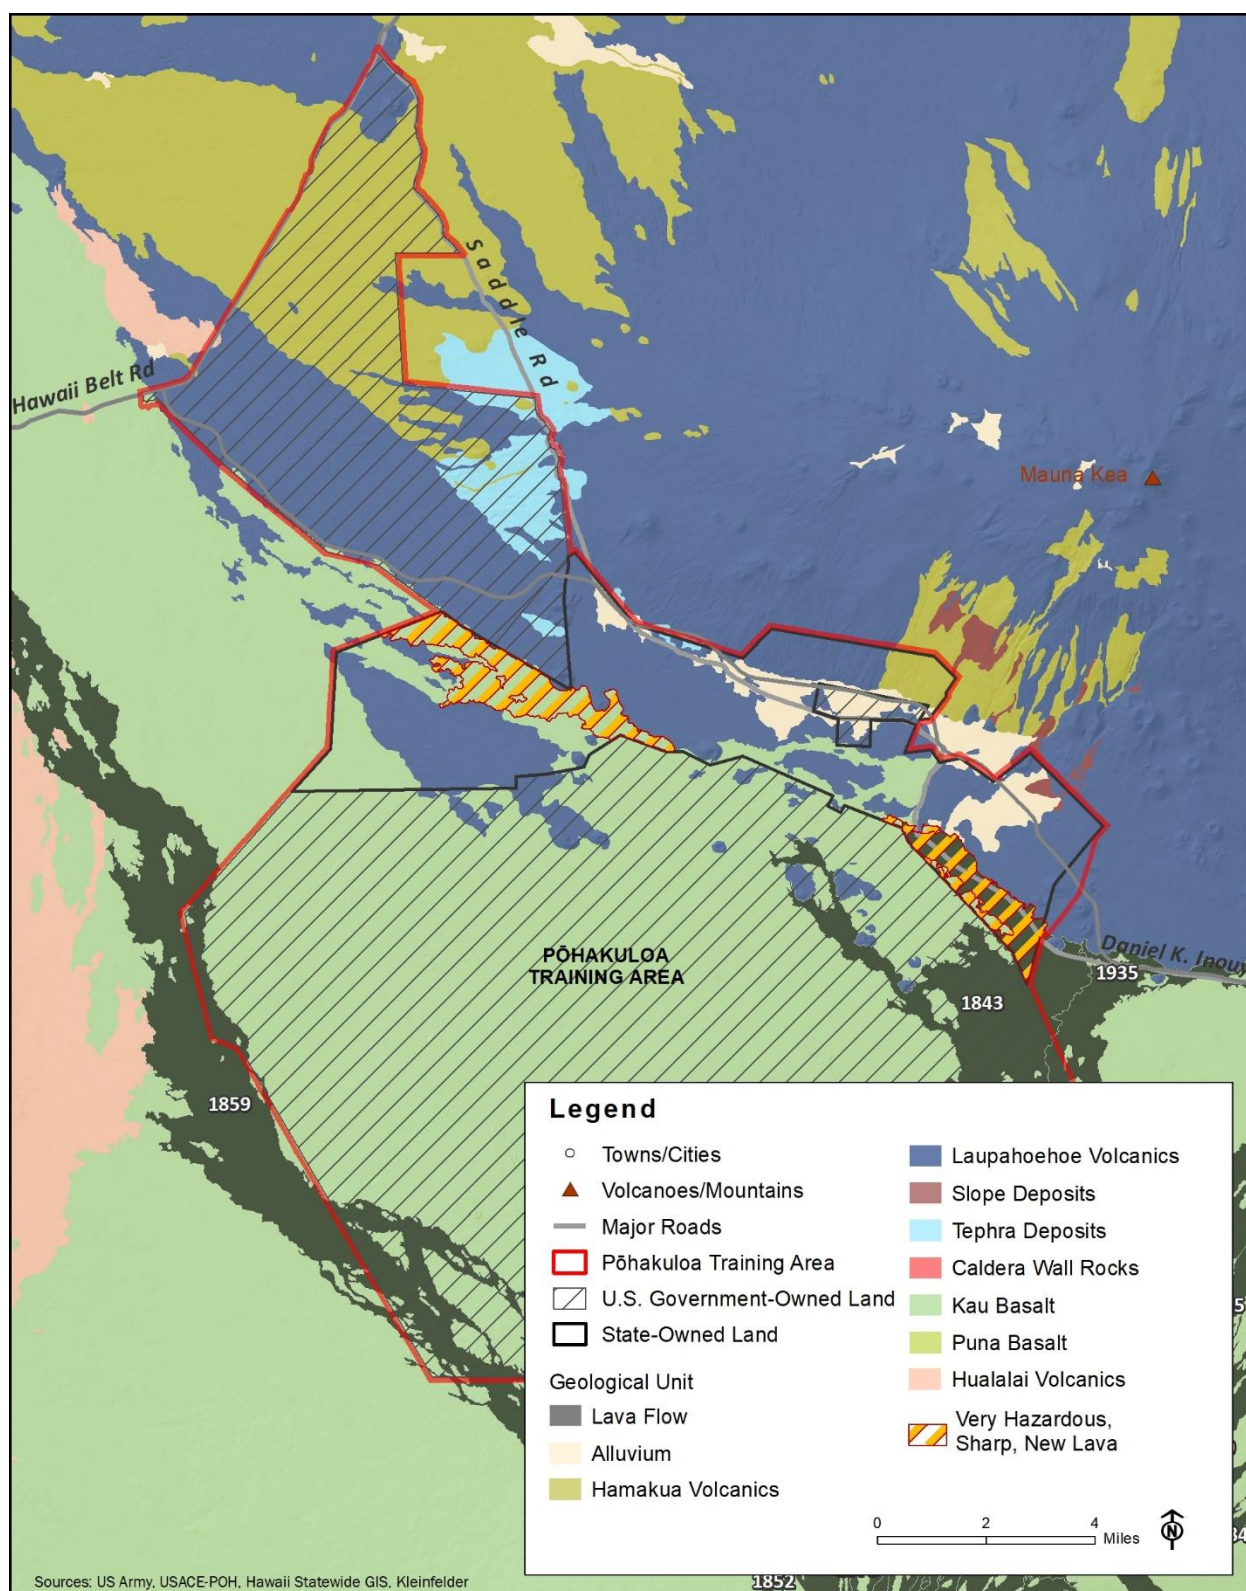 Saddle Rd
Hawaii Belt Rd
Mauna Kea
PŌHAKULOA
TRAINING AREA
Daniel K. Inouy
1935
1843
1859
Legend
Towns/Cities
Volcanoes/Mountains
Major Roads
Pōhakuloa Training Area
U.S. Government-Owned Land
State-Owned Land
Geological Unit
Lava Flow
Alluvium
Hamakua Volcanics
Laupahoehoe Volcanics
Slope Deposits
Tephra Deposits
Caldera Wall Rocks
Kau Basalt
Puna Basalt
Hualalai Volcanics
Very Hazardous,
Sharp, New Lava
0 2 4
Miles
N
1852
Sources: US Army, USACE-POH, Hawaii Statewide GIS, Kleinfelder